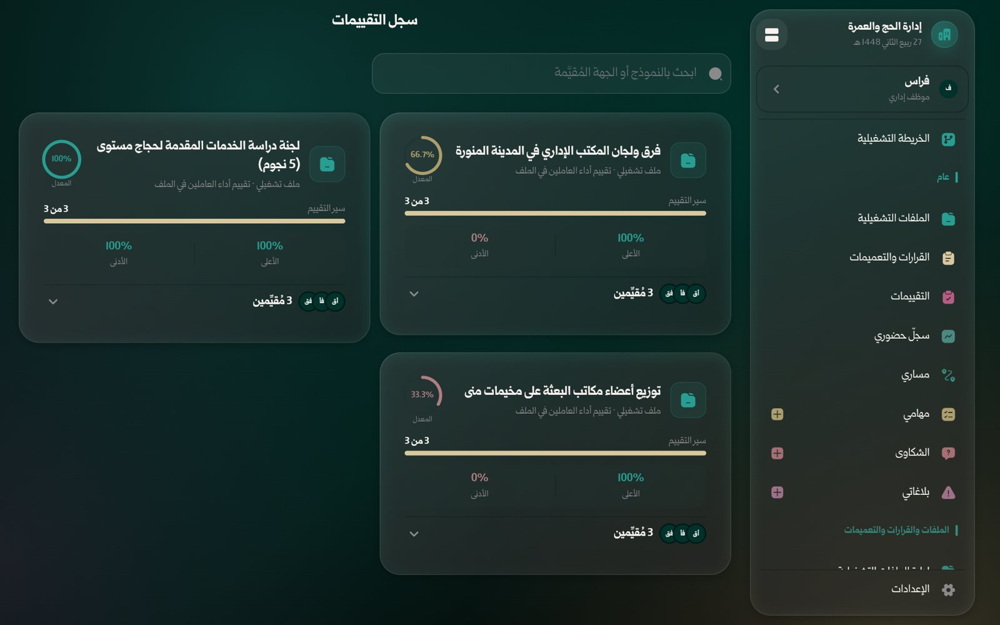 إدارة الحج والعمرة
27 ربيع الثاني 1448 هـ
ف
فراس
موظف إداري
الخريطة التشغيلية
عام
الملفات التشغيلية
القرارات والتعميمات
التقييمات
سجلّ حضوري
مساري
مهامي
الشكاوى
بلاغاتي
الملفات والقرارات والتعميمات
إدارة الملفات التشغيلية
الإعدادات
سجل التقييمات
ابحث بالنموذج أو الجهة المُقيَّمة
فرق ولجان المكتب الإداري في المدينة المنورة
ملف تشغيلي · تقييم أداء العاملين في الملف
66.7%
المعدل
سير التقييم
3 من 3
100%
الأعلى
0%
الأدنى
أق
فا
فق
3 مُقيِّمين
لجنة دراسة الخدمات المقدمة لحجاج مستوى
(5 نجوم)
ملف تشغيلي · تقييم أداء العاملين في الملف
100%
المعدل
سير التقييم
3 من 3
100%
الأعلى
100%
الأدنى
أق
فا
فق
3 مُقيِّمين
توزيع أعضاء مكاتب البعثة على مخيمات منى
ملف تشغيلي · تقييم أداء العاملين في الملف
33.3%
المعدل
سير التقييم
3 من 3
100%
الأعلى
0%
الأدنى
أق
فا
فق
3 مُقيِّمين